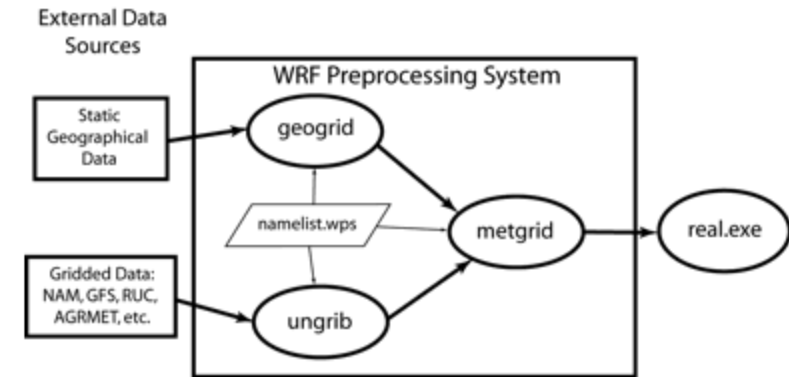 External Data
Sources
WRF Preprocessing System
Static
Geographical
Data
geogrid
namelist.wps
metgrid
real.exe
Gridded Data:
NAM, GFS, RUC,
AGRMET, etc.
ungrib